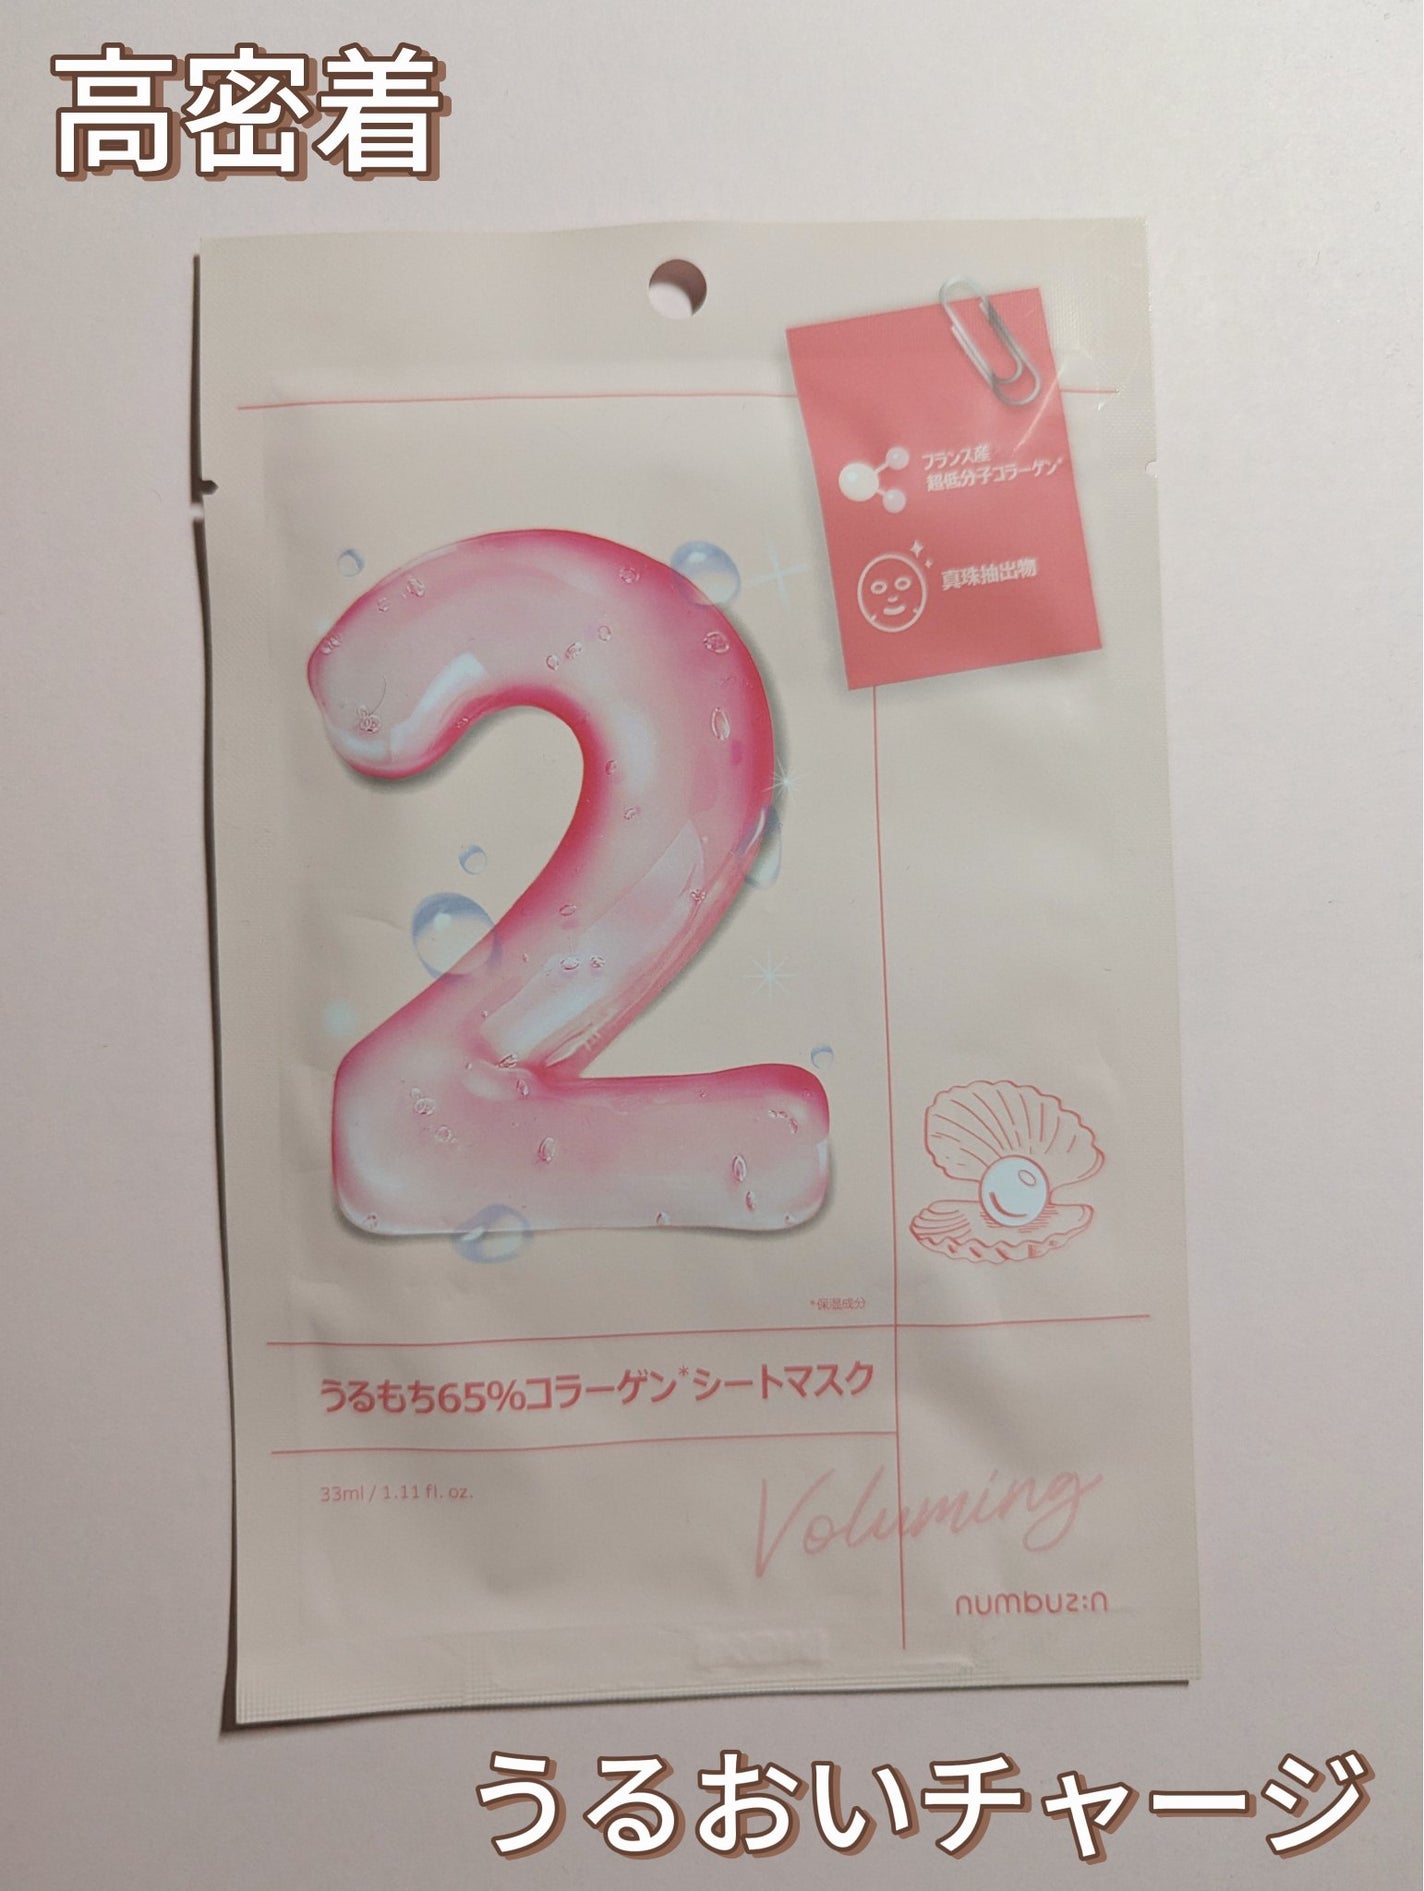 高密着
フランス産
超低分子コラーゲン*
真珠抽出物
2
*保湿成分
うるもち65%コラーゲン*シートマスク
33ml / 1.11 fl. oz.
Voluming
numbuz:n
うるおいチャージ